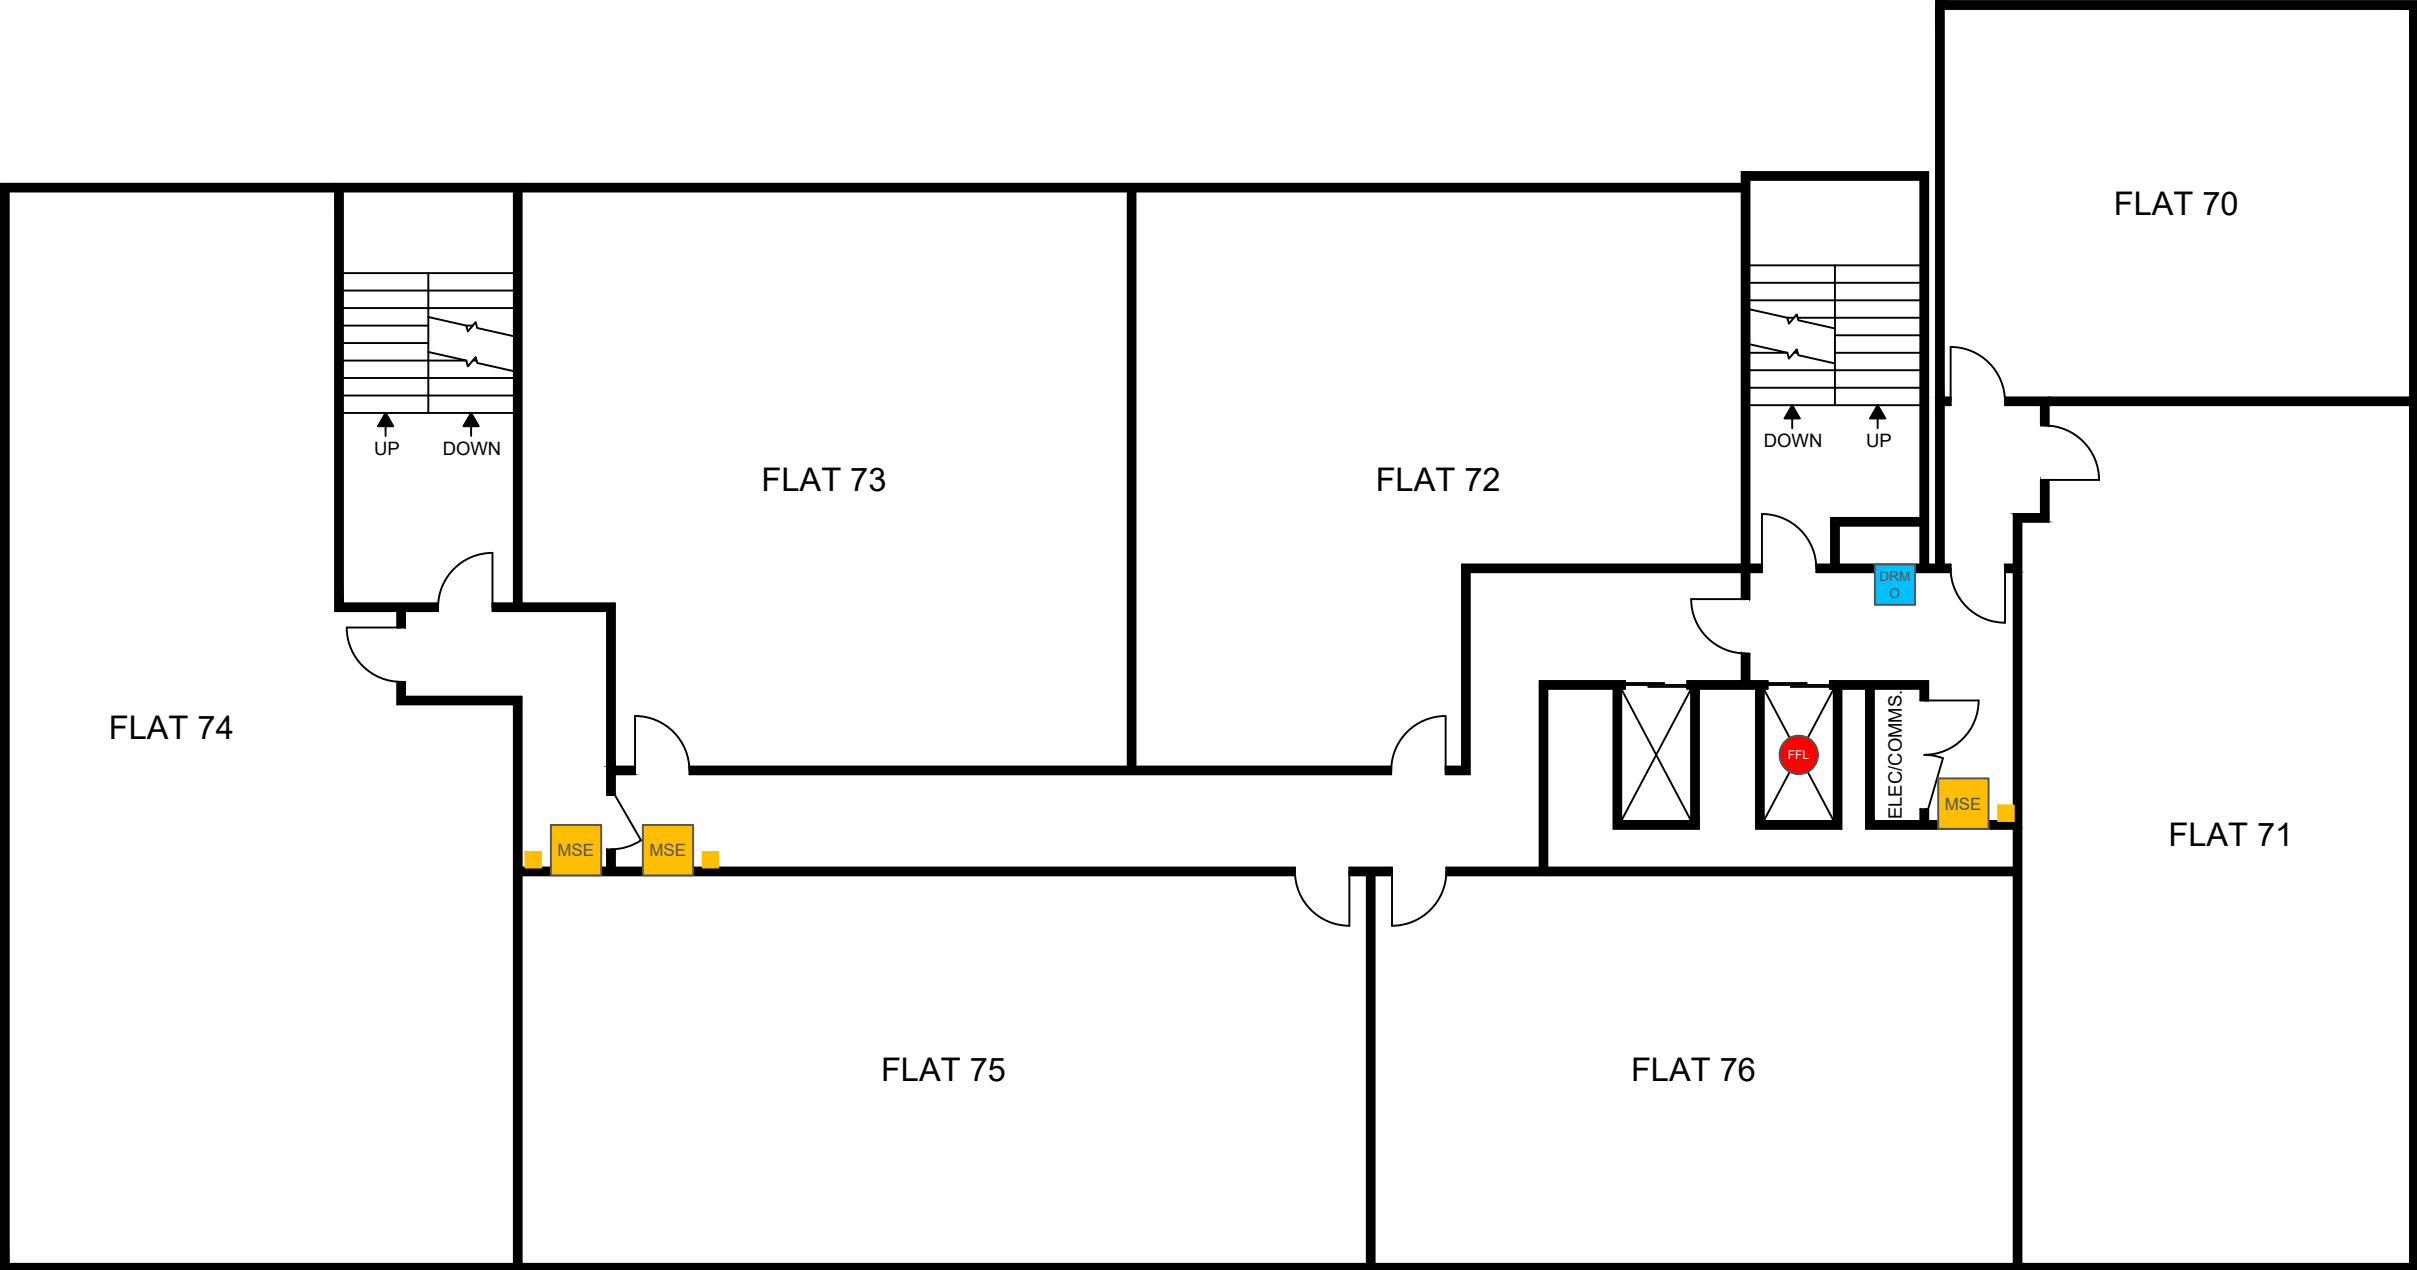 FLAT 70
DOWN
UP
UP
DOWN
FLAT 73
FLAT 72
DRM
O
FLAT 74
ELEC/COMMS.
FFL
MSE
MSE
MSE
FLAT 71
FLAT 75
FLAT 76